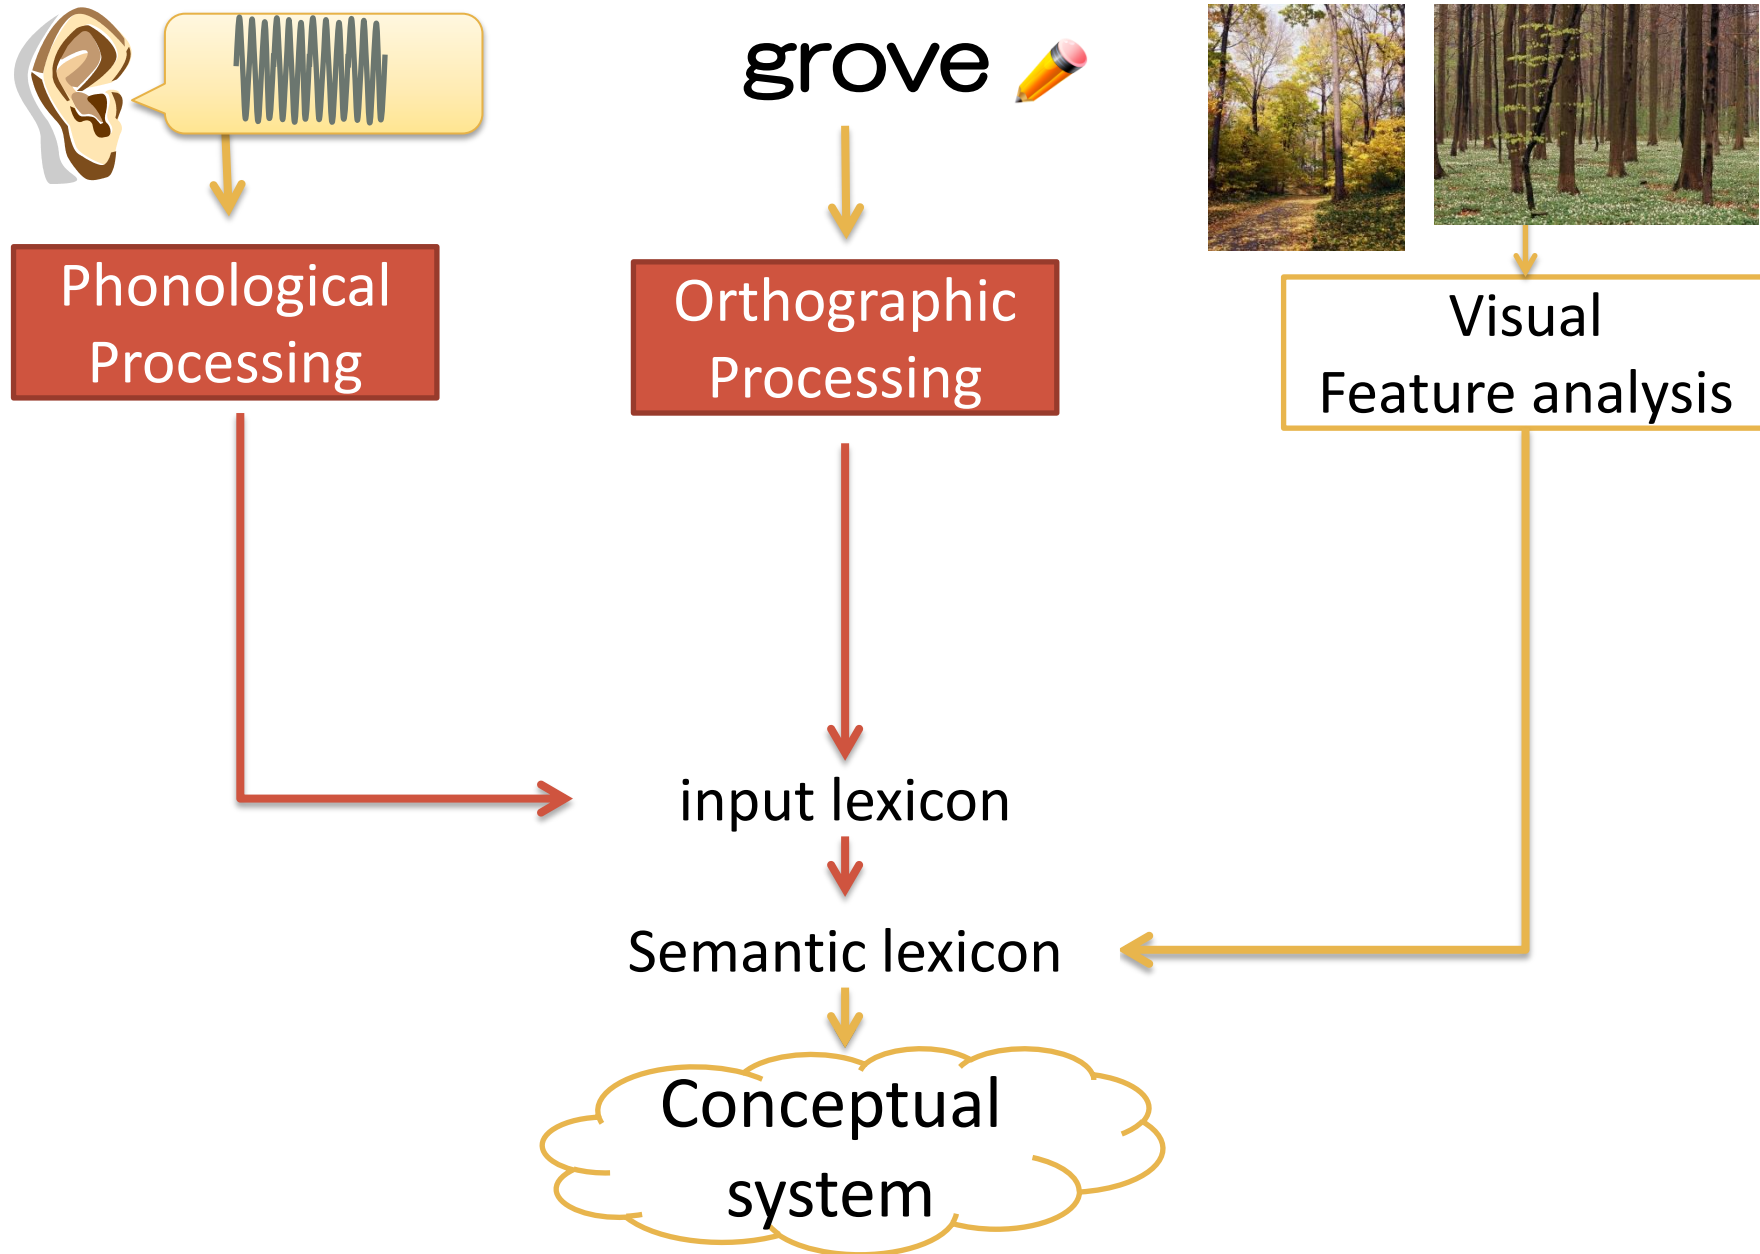 grove
Phonological
Processing
Orthographic
Processing
Visual
Feature analysis
input lexicon
Semantic lexicon
Conceptual
system